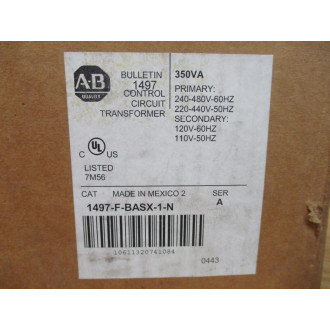 A-B
QUALITY
BULLETIN
1497
CONTROL
CIRCUIT
TRANSFORMER
350VA
PRIMARY:
240-480V-60HZ
220-440V-50HZ
SECONDARY:
120V-60HZ
110V-50HZ
C UL US
LISTED
7M56
CAT MADE IN MEXICO 2 SER
1497-F-BASX-1-N A
10611320741084
0443